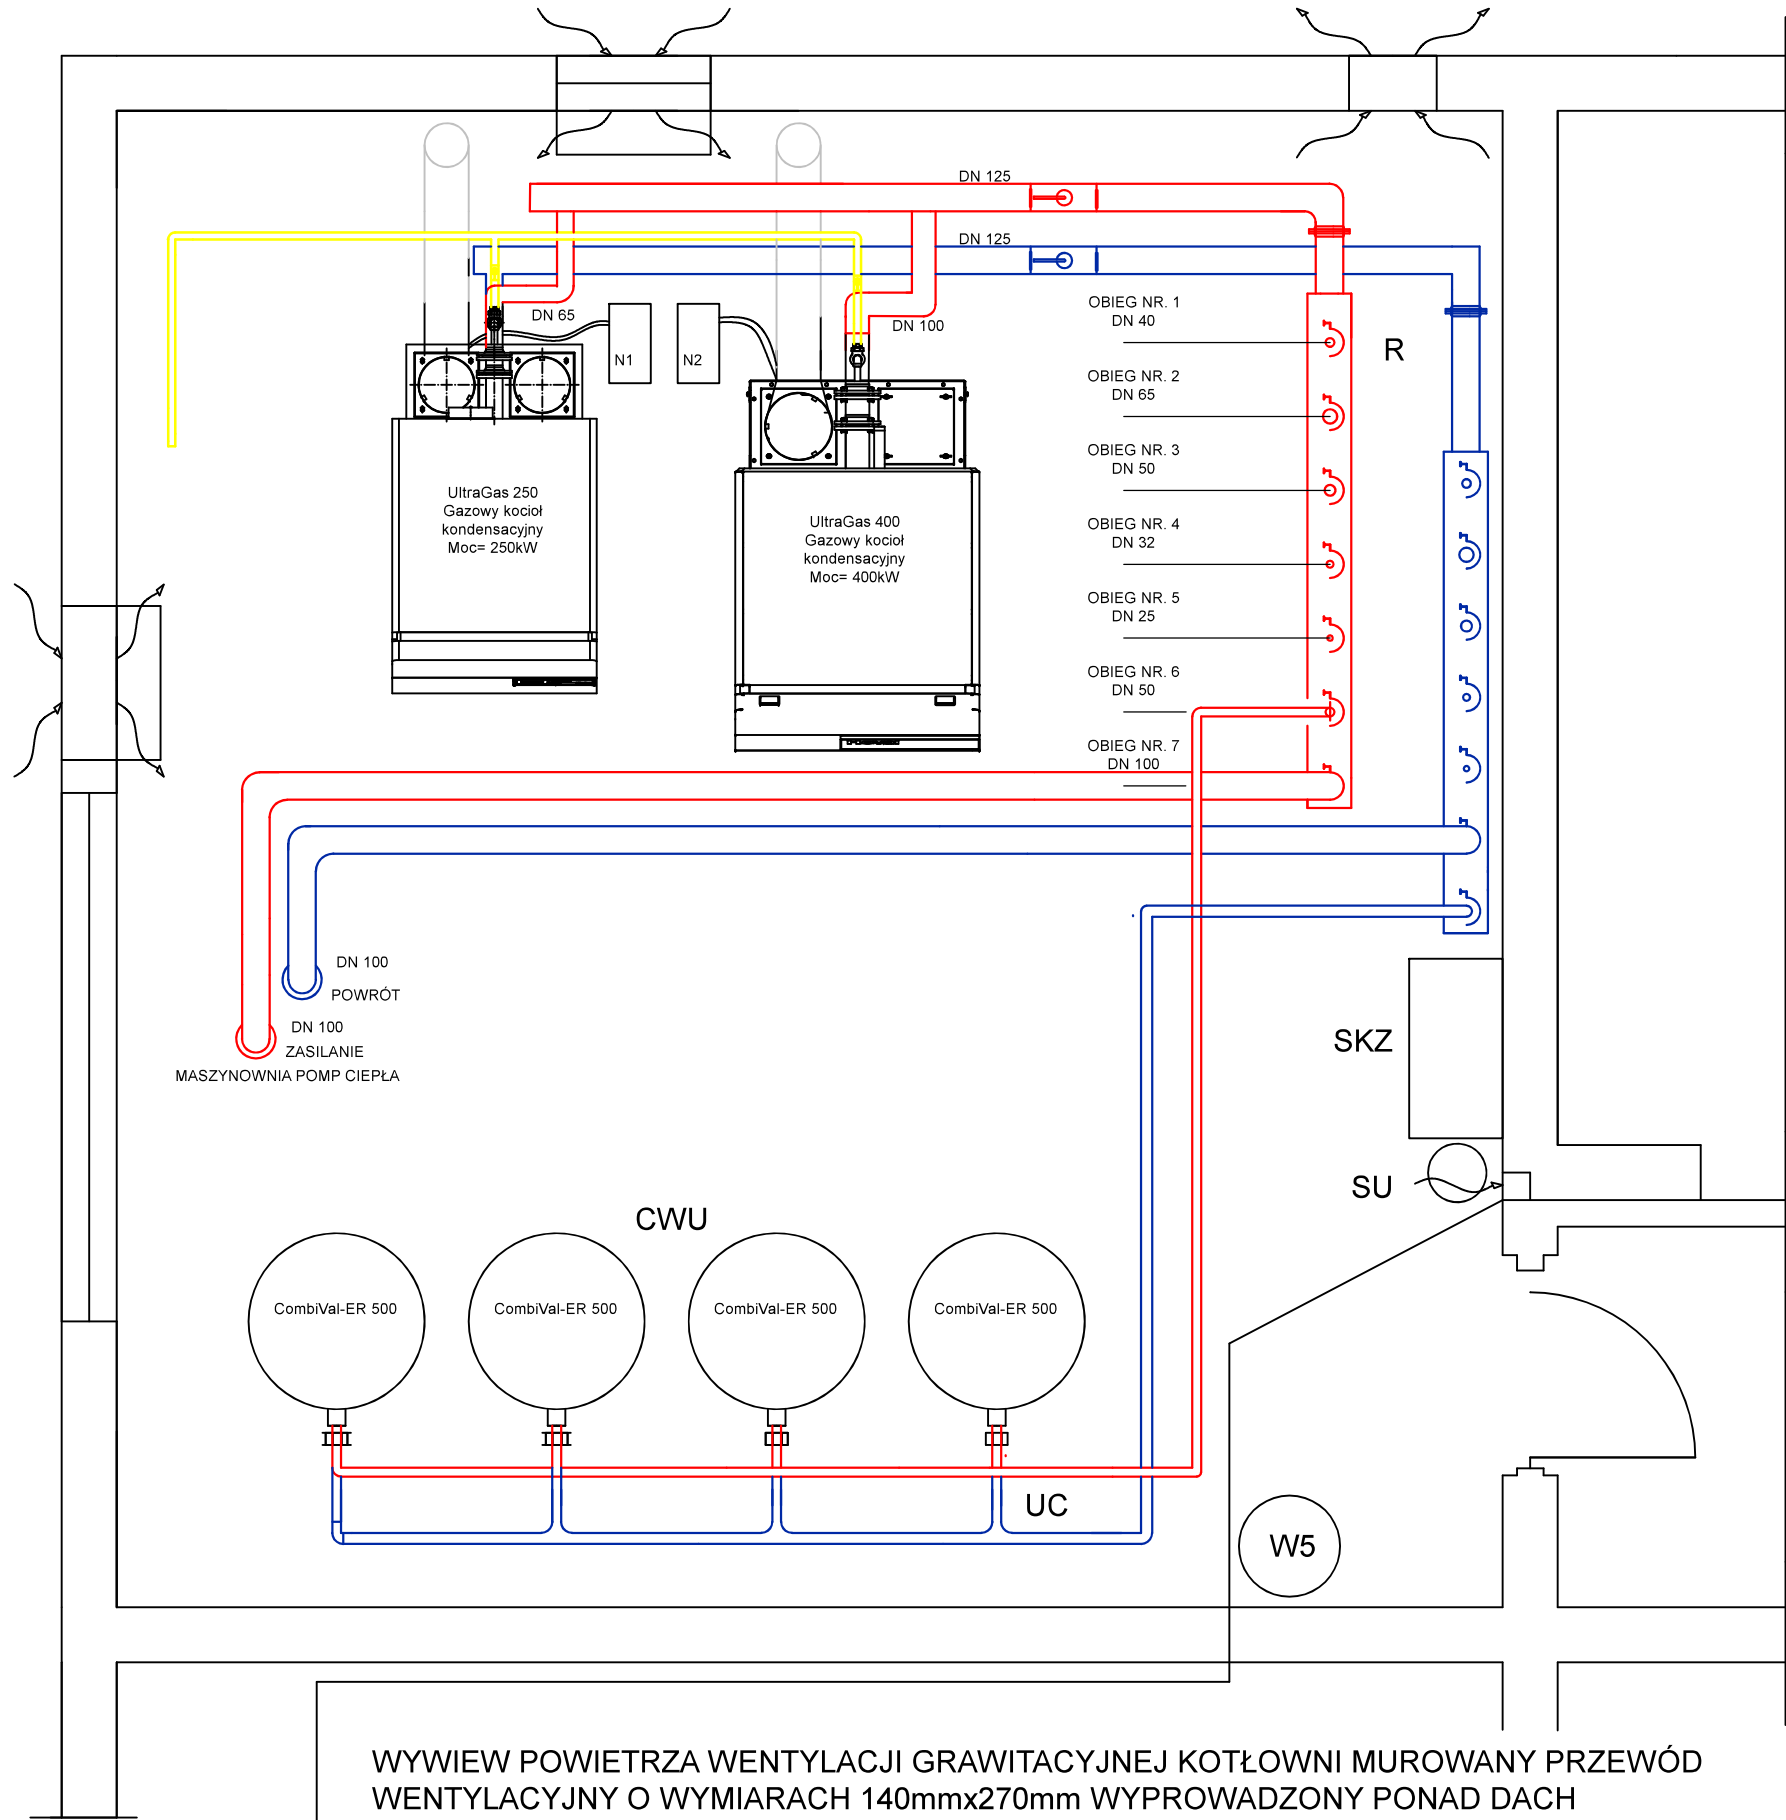 DN 125
DN 125
DN 65
N1
N2
DN 100
OBIEG NR. 1
DN 40
R
OBIEG NR. 2
DN 65
OBIEG NR. 3
DN 50
OBIEG NR. 4
DN 32
OBIEG NR. 5
DN 25
OBIEG NR. 6
DN 50
OBIEG NR. 7
DN 100
UltraGas 250
Gazowy kocioł
kondensacyjny
Moc= 250kW
UltraGas 400
Gazowy kocioł
kondensacyjny
Moc= 400kW
DN 100
POWRÓT
DN 100
ZASILANIE
MASZYNOWNIA POMP CIEPŁA
SKZ
SU
CWU
CombiVal-ER 500
CombiVal-ER 500
CombiVal-ER 500
CombiVal-ER 500
UC
W5
WYWIEW POWIETRZA WENTYLACJI GRAWITACYJNEJ KOTŁOWNI MUROWANY PRZEWÓD
WENTYLACYJNY O WYMIARACH 140mmx270mm WYPROWADZONY PONAD DACH